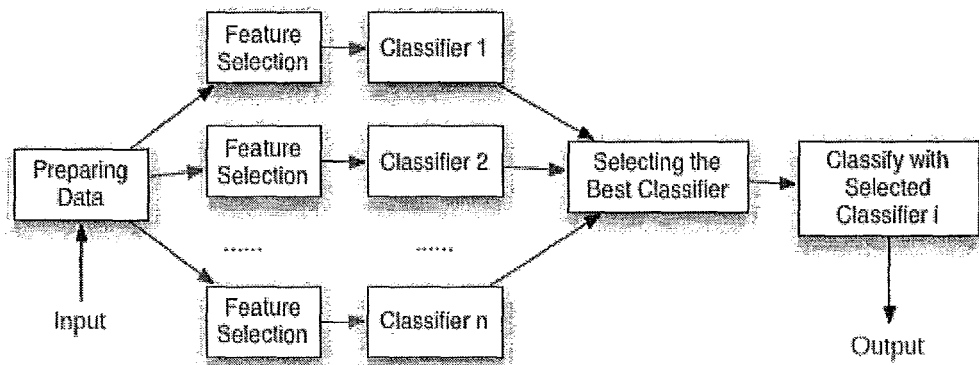 Feature
Selection
Classifier 1
Preparing
Data
Feature
Selection
Classifier 2
Selecting the
Best Classifier
Classify with
Selected
Classifier i
......
......
Input
Feature
Selection
Classifier n
Output